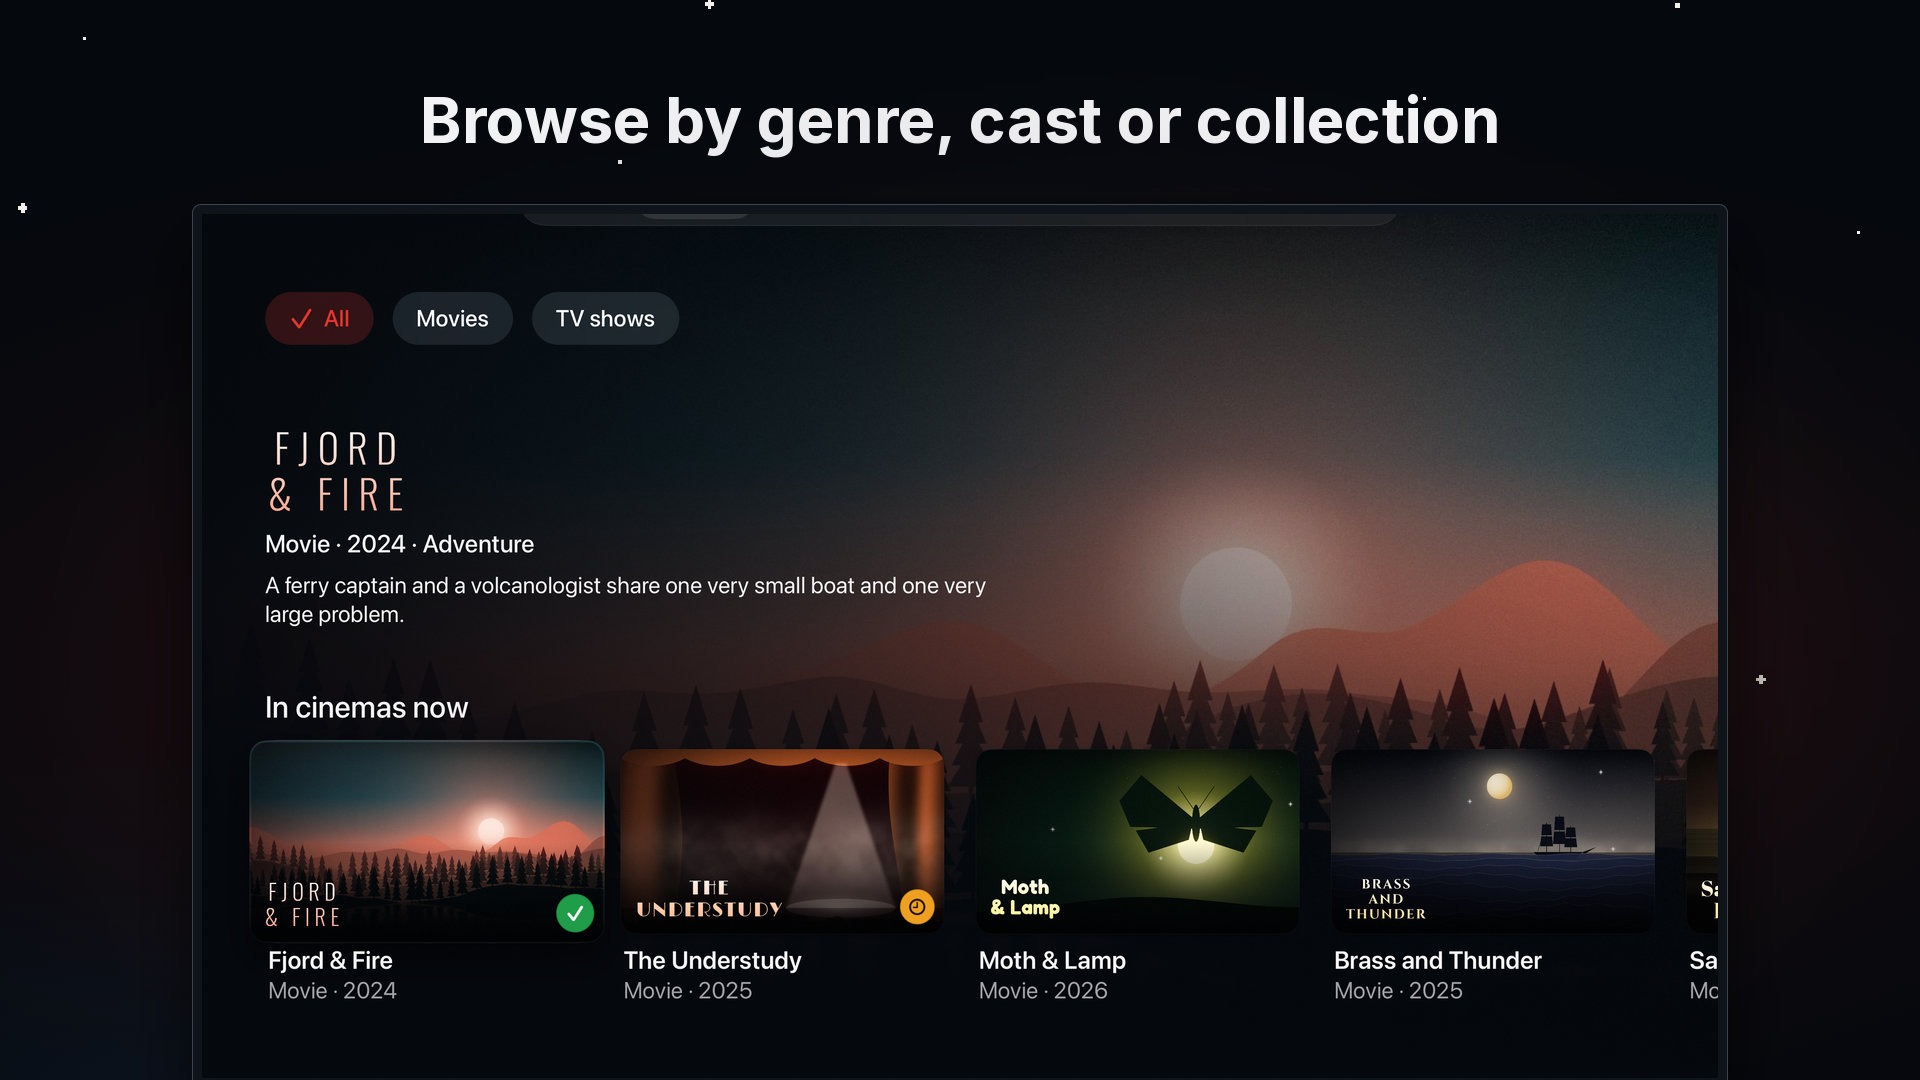 Browse by genre, cast or collection
All
Movies
TV shows
FJORD
& FIRE
Movie · 2024 · Adventure
A ferry captain and a volcanologist share one very small boat and one very
large problem.
In cinemas now
FJORD
& FIRE
THE
UNDERSTUDY
Moth
& Lamp
BRASS
AND
THUNDER
Fjord & Fire
Movie · 2024
The Understudy
Movie · 2025
Moth & Lamp
Movie · 2026
Brass and Thunder
Movie · 2025